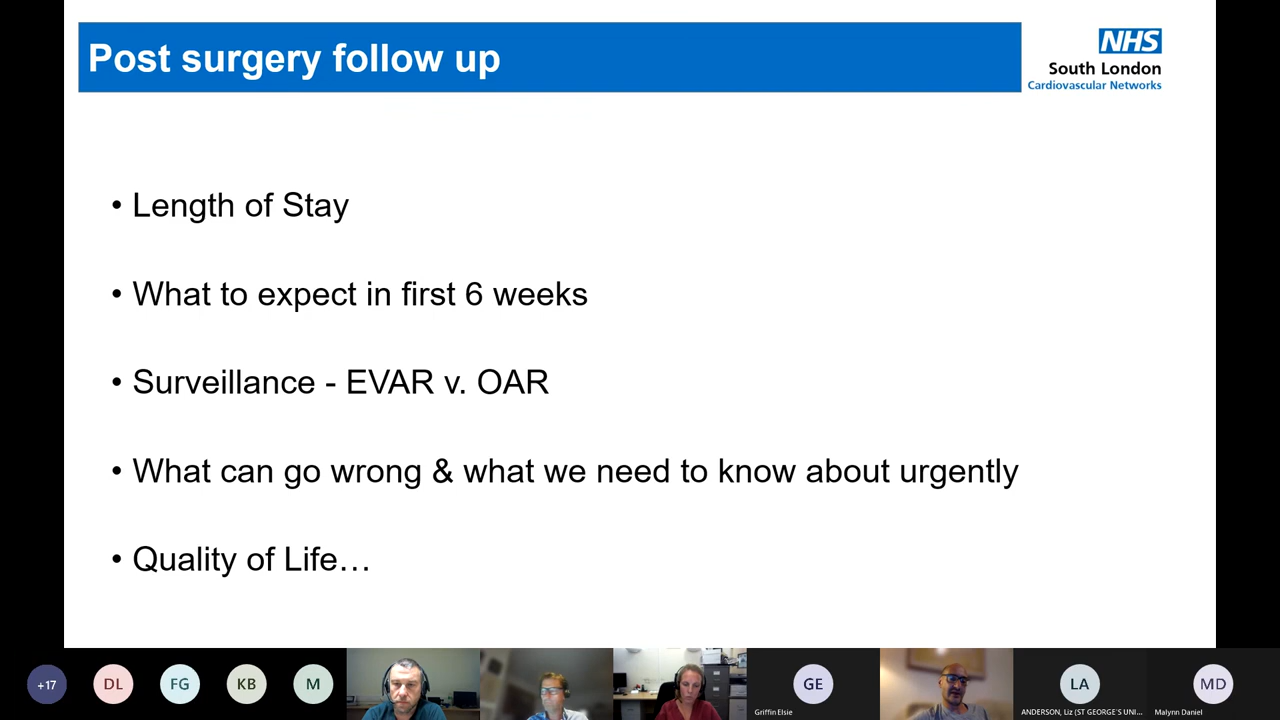 Post surgery follow up
NHS
South London
Cardiovascular Networks
• Length of Stay
• What to expect in first 6 weeks
• Surveillance - EVAR v. OAR
• What can go wrong & what we need to know about urgently
• Quality of Life…
+17
DL
FG
KB
M
GE
LA
MD
Griffin Elsie
ANDERSON, Liz (ST GEORGE'S UNI...
Malynn Daniel